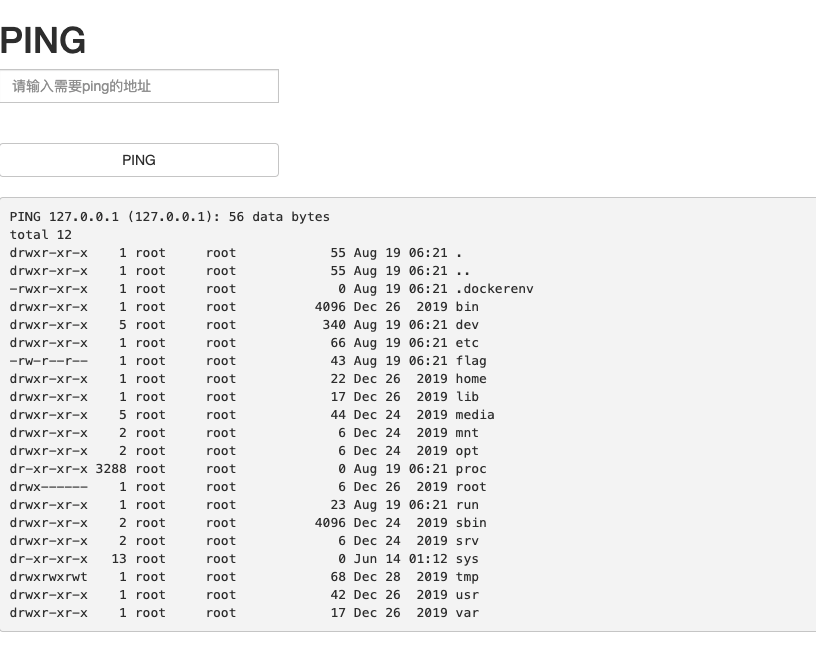 PING
请输入需要ping的地址
PING
PING 127.0.0.1 (127.0.0.1): 56 data bytes
total 12
drwxr-xr-x    1 root     root            55 Aug 19 06:21 .
drwxr-xr-x    1 root     root            55 Aug 19 06:21 ..
-rwxr-xr-x    1 root     root             0 Aug 19 06:21 .dockerenv
drwxr-xr-x    1 root     root          4096 Dec 26  2019 bin
drwxr-xr-x    5 root     root           340 Aug 19 06:21 dev
drwxr-xr-x    1 root     root            66 Aug 19 06:21 etc
-rw-r--r--    1 root     root            43 Aug 19 06:21 flag
drwxr-xr-x    1 root     root            22 Dec 26  2019 home
drwxr-xr-x    1 root     root            17 Dec 26  2019 lib
drwxr-xr-x    5 root     root            44 Dec 24  2019 media
drwxr-xr-x    2 root     root             6 Dec 24  2019 mnt
drwxr-xr-x    2 root     root             6 Dec 24  2019 opt
dr-xr-xr-x 3288 root     root             0 Aug 19 06:21 proc
drwx------    1 root     root             6 Dec 26  2019 root
drwxr-xr-x    1 root     root            23 Aug 19 06:21 run
drwxr-xr-x    2 root     root          4096 Dec 24  2019 sbin
drwxr-xr-x    2 root     root             6 Dec 24  2019 srv
dr-xr-xr-x   13 root     root             0 Jun 14 01:12 sys
drwxrwxrwt    1 root     root            68 Dec 28  2019 tmp
drwxr-xr-x    1 root     root            42 Dec 26  2019 usr
drwxr-xr-x    1 root     root            17 Dec 26  2019 var